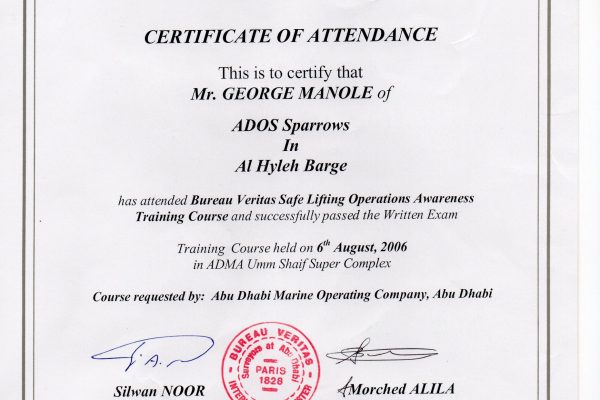 CERTIFICATE OF ATTENDANCE
This is to certify that
Mr. GEORGE MANOLE of
ADOS Sparrows
In
Al Hyleh Barge
has attended Bureau Veritas Safe Lifting Operations Awareness
Training Course and successfully passed the Written Exam
Training Course held on 6th August, 2006
in ADMA Umm Shaif Super Complex
Course requested by: Abu Dhabi Marine Operating Company, Abu Dhabi
BUREAU VERITAS
Surveyors at Abu Dhabi
PARIS
1828
Silwan NOOR
Morched ALILA